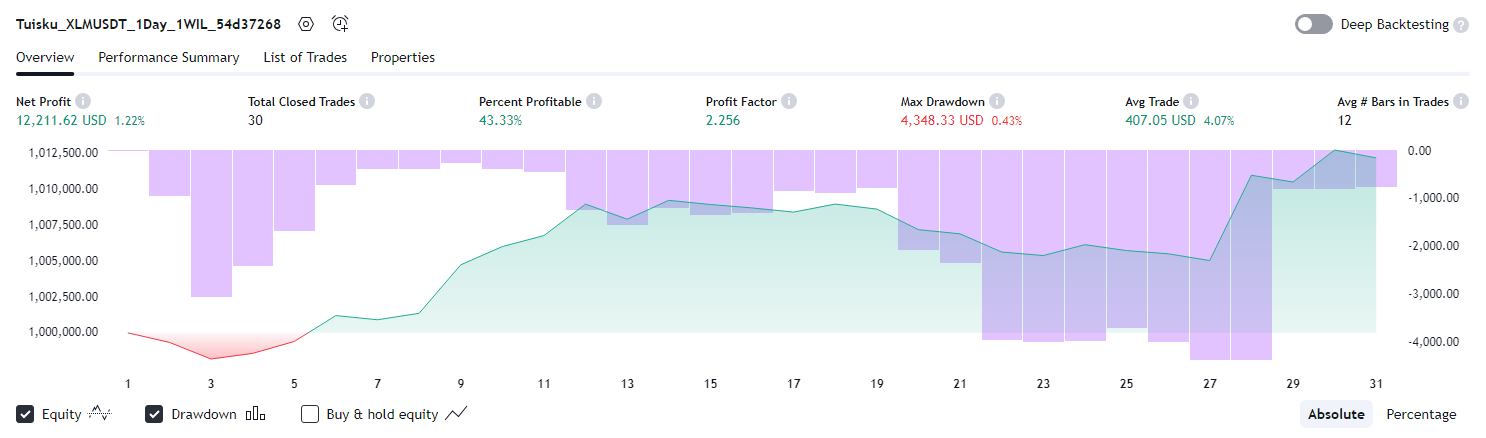 Tuisku_XLMUSDT_1Day_1WIL_54d37268
Deep Backtesting ?
Overview Performance Summary List of Trades Properties
Net Profit i Total Closed Trades i Percent Profitable i Profit Factor i Max Drawdown i Avg Trade i Avg # Bars in Trades i
12,211.62 USD 1.22% 30 43.33% 2.256 4,348.33 USD 0.43% 407.05 USD 4.07% 12
1,012,500.00 0.00
1,010,000.00 -1,000.00
1,007,500.00 -2,000.00
1,005,000.00 -3,000.00
1,002,500.00 -4,000.00
1,000,000.00
1 3 5 7 9 11 13 15 17 19 21 23 25 27 29 31
Equity Drawdown Buy & hold equity Absolute Percentage